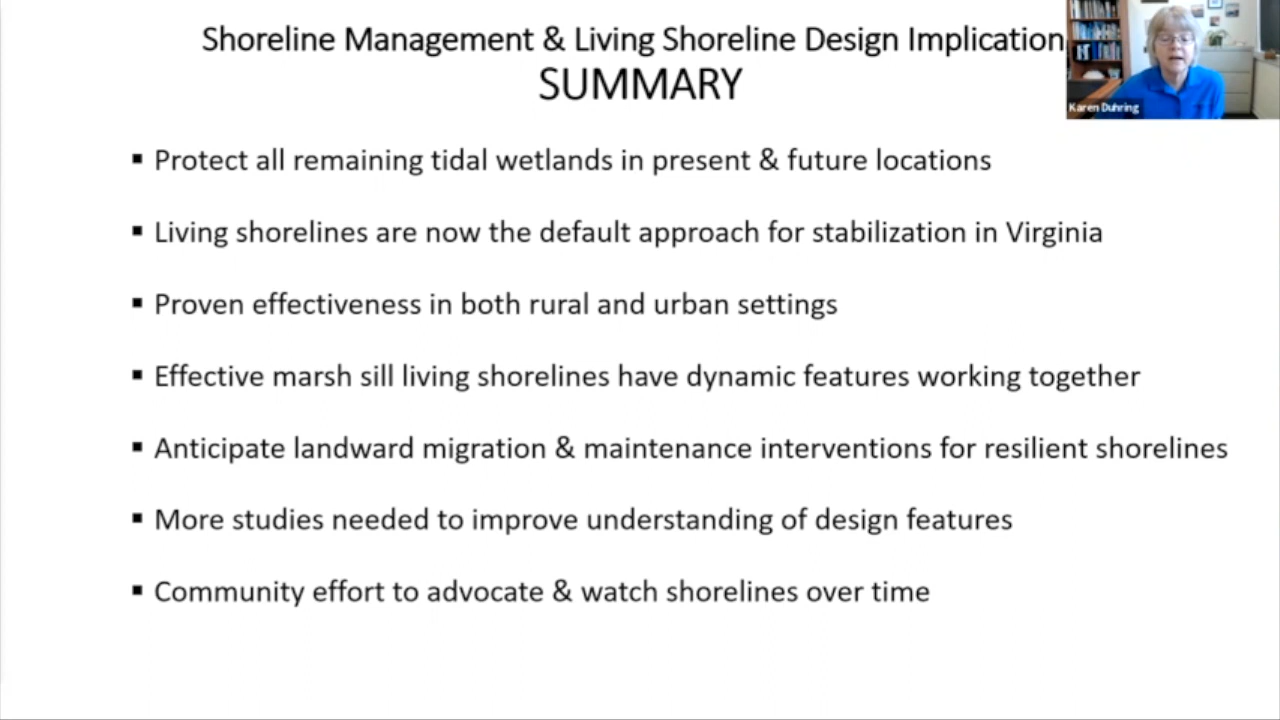 Shoreline Management & Living Shoreline Design Implication
SUMMARY
Karen Duhring
▪ Protect all remaining tidal wetlands in present & future locations
▪ Living shorelines are now the default approach for stabilization in Virginia
▪ Proven effectiveness in both rural and urban settings
▪ Effective marsh sill living shorelines have dynamic features working together
▪ Anticipate landward migration & maintenance interventions for resilient shorelines
▪ More studies needed to improve understanding of design features
▪ Community effort to advocate & watch shorelines over time